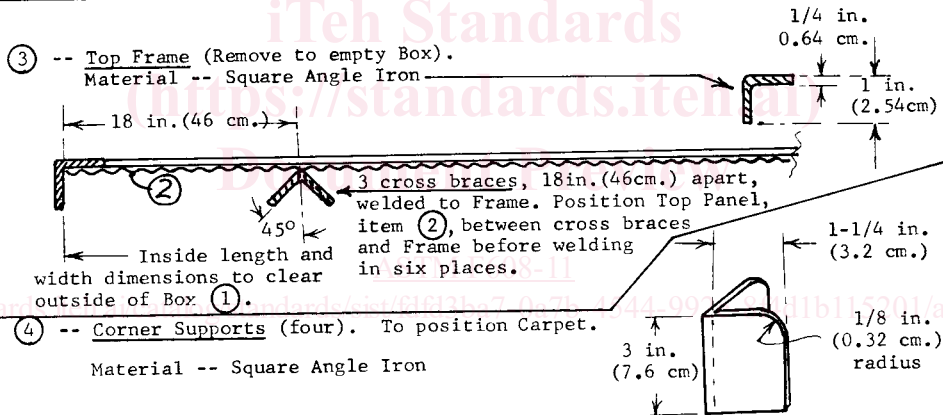 iTeh Standards
(https://standards.iteh.ai)
Document Preview
③ -- Top Frame (Remove to empty Box).
Material -- Square Angle Iron
1/4 in.
0.64 cm.
1 in.
(2.54cm)
18 in.(46 cm.)
②
45°
3 cross braces, 18in.(46cm.) apart,
welded to Frame. Position Top Panel,
item ②, between cross braces
and Frame before welding
in six places.
Inside length and
width dimensions to clear
outside of Box ①.
1-1/4 in.
(3.2 cm.)
④ -- Corner Supports (four). To position Carpet.
Material -- Square Angle Iron
3 in.
(7.6 cm)
1/8 in.
(0.32 cm.)
radius